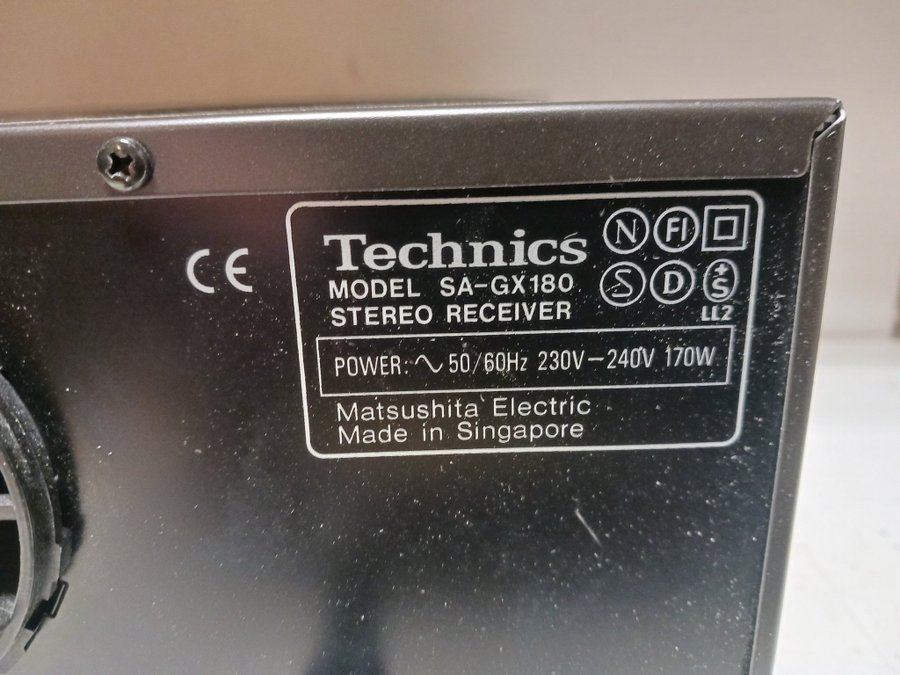 CE
Technics
N FI
MODEL SA-GX180
S D +S
STEREO RECEIVER
LL2
POWER: ∿ 50/60Hz 230V-240V 170W
Matsushita Electric
Made in Singapore